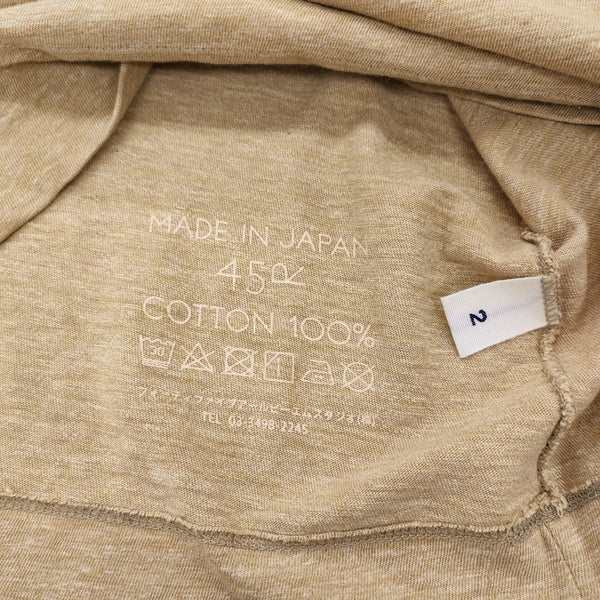 MADE IN JAPAN
45R
COTTON 100%
30
フォーティファイブアールピーエムスタジオ(株)
TEL 03-3498-2245
2